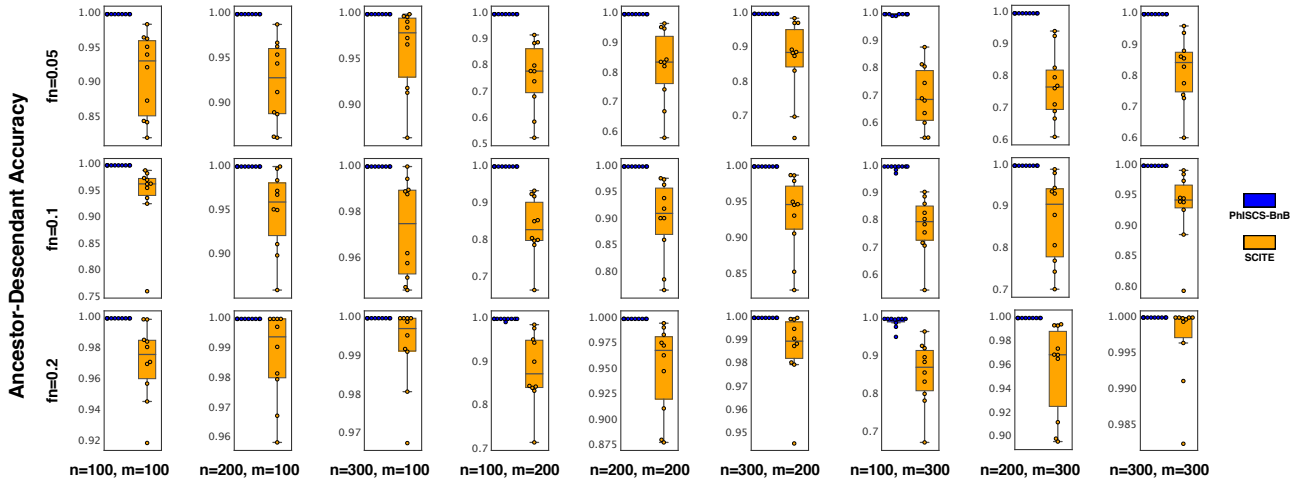 Ancestor-Descendant Accuracy
fn=0.05
1.00 0.95 0.90 0.85
1.00 0.95 0.90
1.00 0.95 0.90
1.0 0.9 0.8 0.7 0.6 0.5
1.0 0.9 0.8 0.7 0.6
1.0 0.9 0.8 0.7
1.0 0.9 0.8 0.7 0.6
1.0 0.9 0.8 0.7 0.6
1.0 0.9 0.8 0.7 0.6
fn=0.1
1.00 0.95 0.90 0.85 0.80 0.75
1.00 0.95 0.90
1.00 0.98 0.96
1.0 0.9 0.8 0.7
1.00 0.95 0.90 0.85 0.80
1.00 0.95 0.90 0.85
1.0 0.9 0.8 0.7 0.6
1.0 0.9 0.8 0.7
1.00 0.95 0.90 0.85 0.80
fn=0.2
1.00 0.98 0.96 0.94 0.92
1.00 0.99 0.98 0.97 0.96
1.00 0.99 0.98 0.97
1.0 0.9 0.8 0.7
1.000 0.975 0.950 0.925 0.900 0.875
1.00 0.99 0.98 0.97 0.96 0.95
1.0 0.9 0.8 0.7
1.00 0.98 0.96 0.94 0.92 0.90
1.000 0.995 0.990 0.985
n=100, m=100
n=200, m=100
n=300, m=100
n=100, m=200
n=200, m=200
n=300, m=200
n=100, m=300
n=200, m=300
n=300, m=300
PhISCS-BnB
SCITE